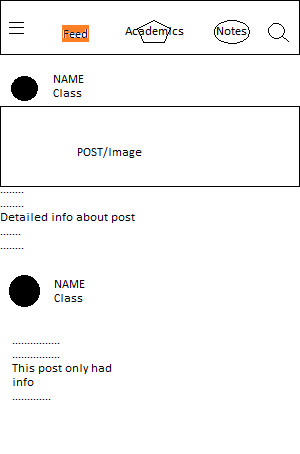 Feed Academics Notes
NAME
Class
POST/Image
........
........
Detailed info about post
.......
........
NAME
Class
................
................
This post only had
info
.............